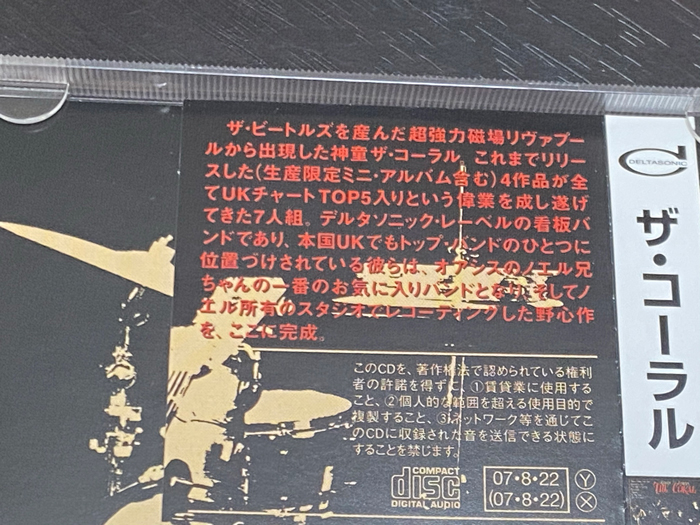 ザ・ビートルズを産んだ超強力磁場リヴァプー
ルから出現した神童ザ・コーラル。これまでリリー
スした(生産限定ミニ・アルバム含む)4作品が全
てUKチャートTOP5入りという偉業を成し遂げ
てきた7人組。デルタソニック・レーベルの看板バ
ンドであり、本国UKでもトップ・バンドのひとつに
位置づけされている彼らは、オアシスのノエル兄
ちゃんの一番のお気に入りバンドとなり、そしてノ
エル所有のスタジオでレコーディングした野心作
を、ここに完成。
このCDを、著作権法で認められている権利
者の許諾を得ずに、①賃貸業に使用する
こと、②個人的な範囲を超える使用目的で
複製すること、③ネットワーク等を通じてこ
のCDに収録された音を送信できる状態に
することを禁じます。
COMPACT
disc
DIGITAL AUDIO
07・8・22 Y
(07・8・22) X
DELTASONIC
ザ・コーラル
THE CORAL